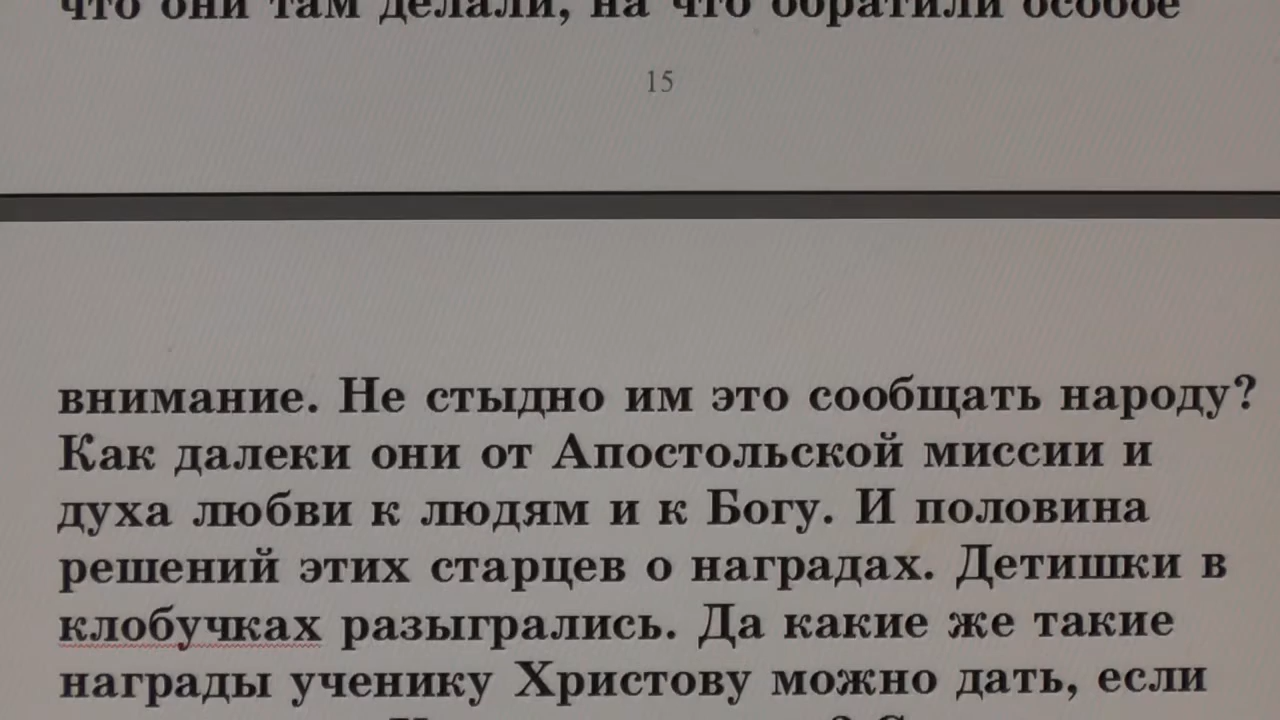 что они там делали, на что обратили особое
15
внимание. Не стыдно им это сообщать народу?
Как далеки они от Апостольской миссии и
духа любви к людям и к Богу. И половина
решений этих старцев о наградах. Детишки в
клобучках разыгрались. Да какие же такие
награды ученику Христову можно дать, если